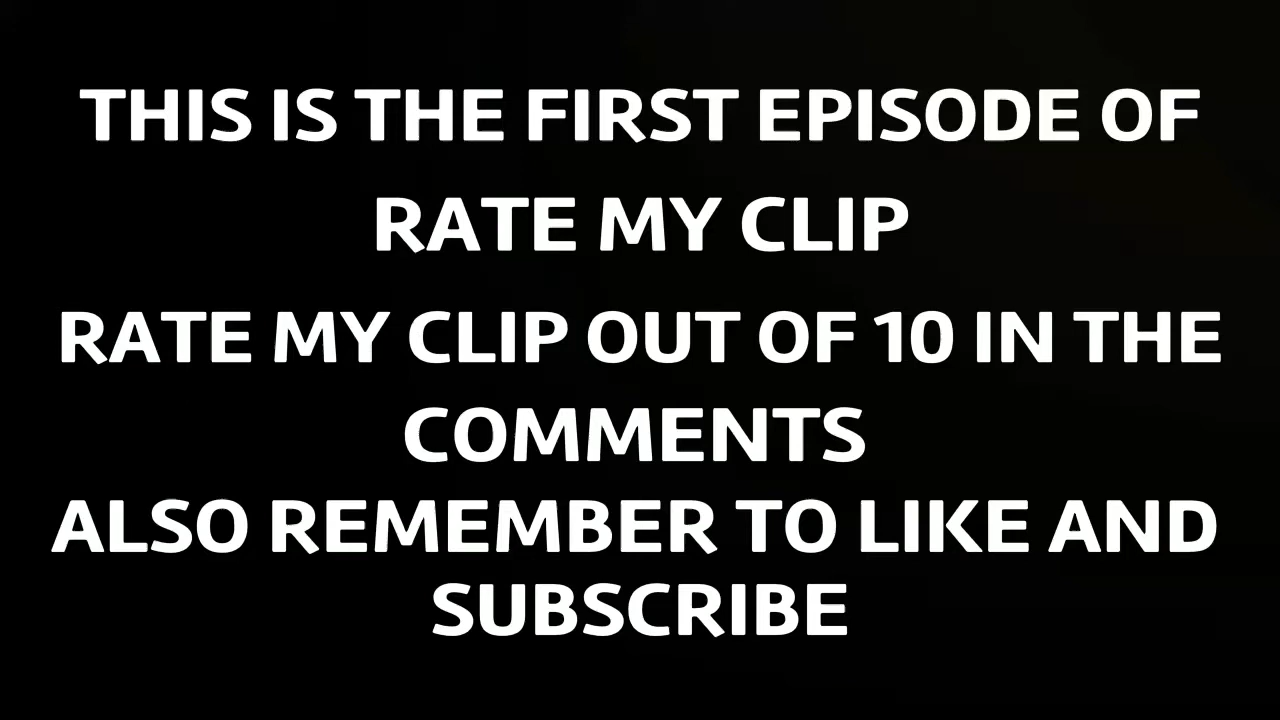 THIS IS THE FIRST EPISODE OF
RATE MY CLIP
RATE MY CLIP OUT OF 10 IN THE
COMMENTS
ALSO REMEMBER TO LIKE AND
SUBSCRIBE